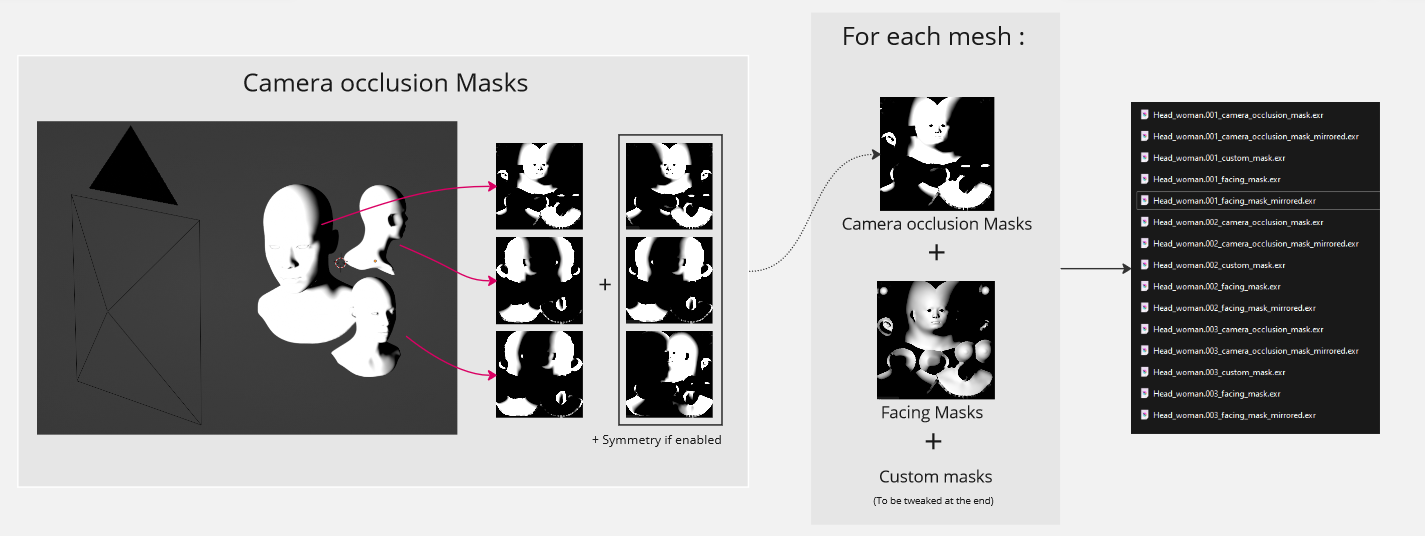 Camera occlusion Masks
+
+ Symmetry if enabled
For each mesh :
Camera occlusion Masks
+
Facing Masks
+
Custom masks
(To be tweaked at the end)
Head_woman.001_camera_occlusion_mask.exr
Head_woman.001_camera_occlusion_mask_mirrored.exr
Head_woman.001_custom_mask.exr
Head_woman.001_facing_mask.exr
Head_woman.001_facing_mask_mirrored.exr
Head_woman.002_camera_occlusion_mask.exr
Head_woman.002_camera_occlusion_mask_mirrored.exr
Head_woman.002_custom_mask.exr
Head_woman.002_facing_mask.exr
Head_woman.002_facing_mask_mirrored.exr
Head_woman.003_camera_occlusion_mask.exr
Head_woman.003_camera_occlusion_mask_mirrored.exr
Head_woman.003_custom_mask.exr
Head_woman.003_facing_mask.exr
Head_woman.003_facing_mask_mirrored.exr